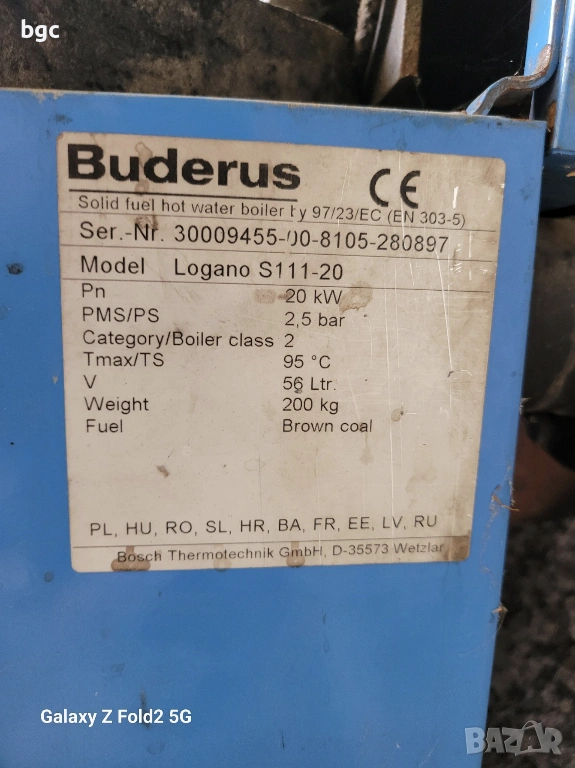 bgc
Buderus CE
Solid fuel hot water boiler by 97/23/EC (EN 303-5)
Ser.-Nr. 30009455-00-8105-280897
Model Logano S111-20
Pn 20 kW
PMS/PS 2,5 bar
Category/Boiler class 2
Tmax/TS 95 °C
V 56 Ltr.
Weight 200 kg
Fuel Brown coal
PL, HU, RO, SL, HR, BA, FR, EE, LV, RU
Bosch Thermotechnik GmbH, D-35573 Wetzlar
Galaxy Z Fold2 5G
BAZAR